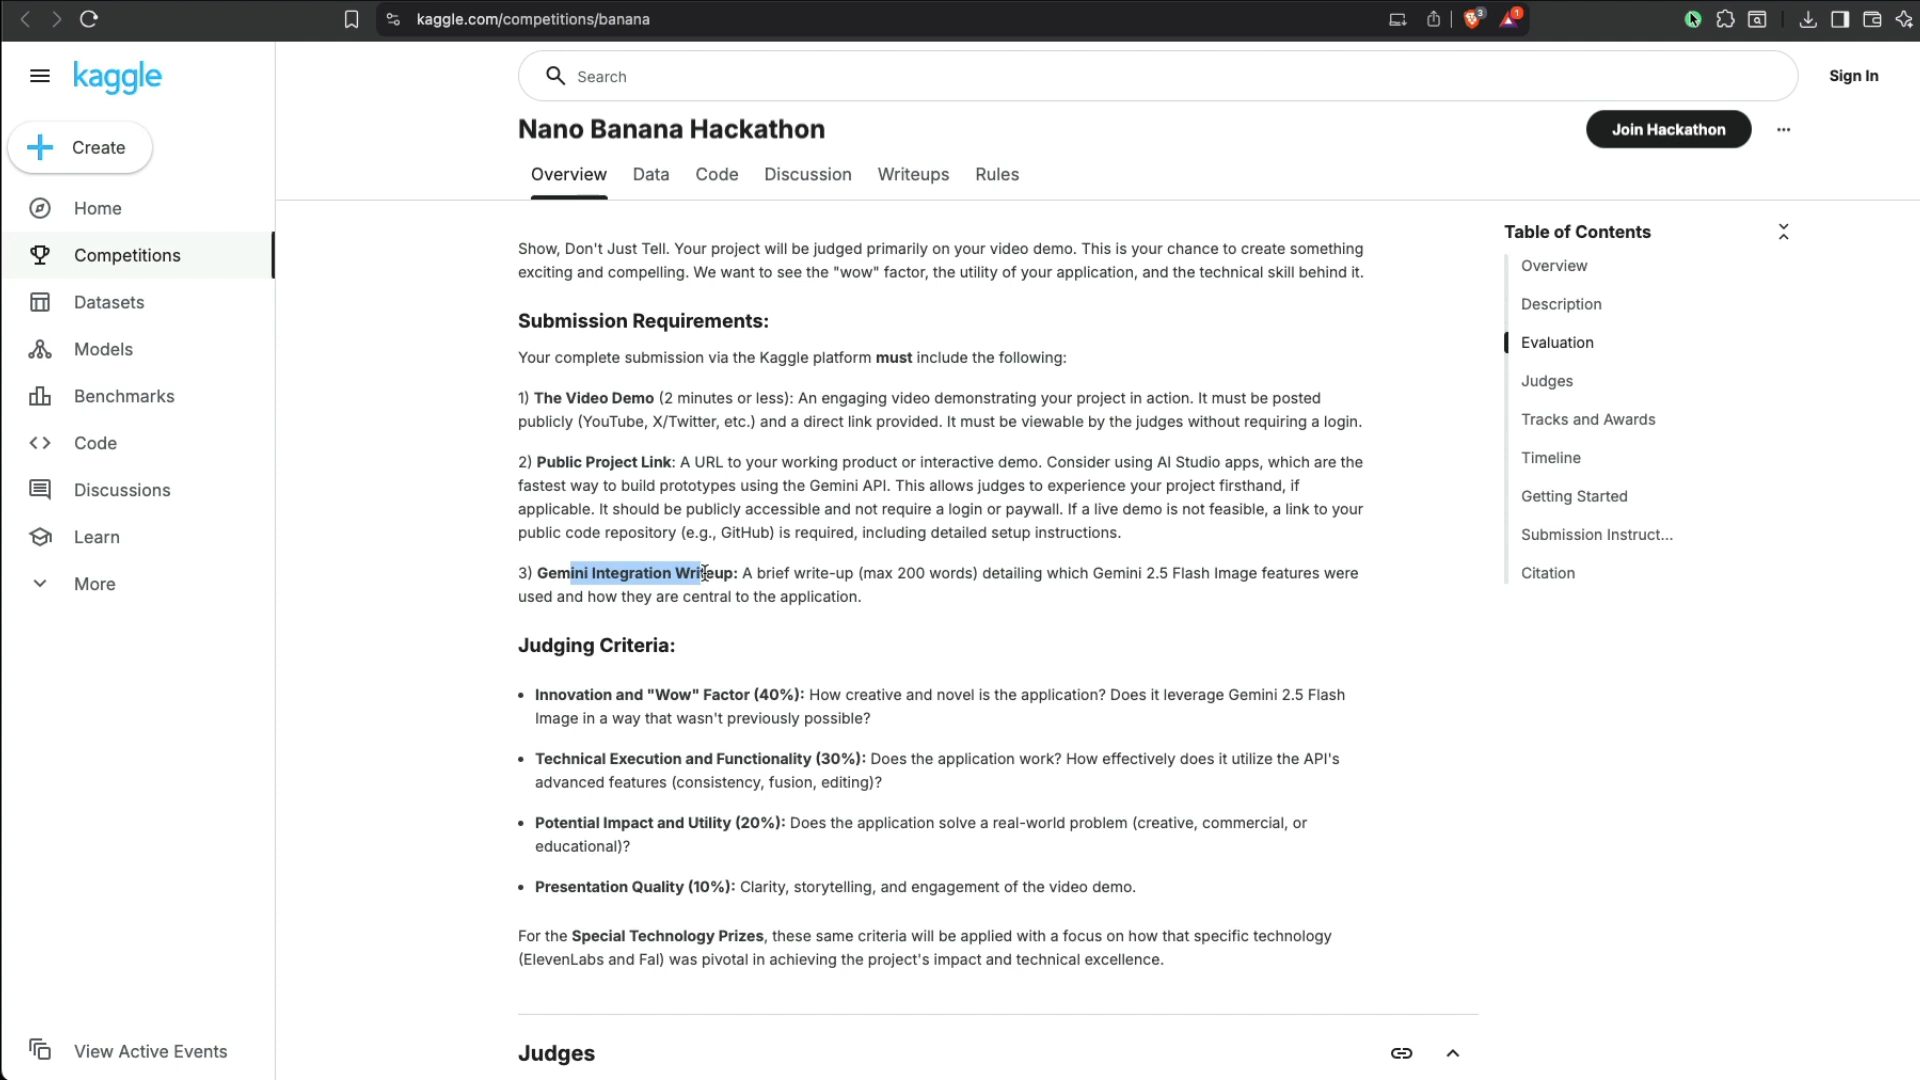 kaggle.com/competitions/banana
3
1
kaggle
Search
Sign In
Create
Home
Competitions
Datasets
Models
Benchmarks
Code
Discussions
Learn
More
View Active Events
Nano Banana Hackathon
Join Hackathon
Overview Data Code Discussion Writeups Rules
Show, Don't Just Tell. Your project will be judged primarily on your video demo. This is your chance to create something
exciting and compelling. We want to see the "wow" factor, the utility of your application, and the technical skill behind it.
Submission Requirements:
Your complete submission via the Kaggle platform must include the following:
1) The Video Demo (2 minutes or less): An engaging video demonstrating your project in action. It must be posted
publicly (YouTube, X/Twitter, etc.) and a direct link provided. It must be viewable by the judges without requiring a login.
2) Public Project Link: A URL to your working product or interactive demo. Consider using AI Studio apps, which are the
fastest way to build prototypes using the Gemini API. This allows judges to experience your project firsthand, if
applicable. It should be publicly accessible and not require a login or paywall. If a live demo is not feasible, a link to your
public code repository (e.g., GitHub) is required, including detailed setup instructions.
3) Gemini Integration Writeup: A brief write-up (max 200 words) detailing which Gemini 2.5 Flash Image features were
used and how they are central to the application.
Judging Criteria:
• Innovation and "Wow" Factor (40%): How creative and novel is the application? Does it leverage Gemini 2.5 Flash
Image in a way that wasn't previously possible?
• Technical Execution and Functionality (30%): Does the application work? How effectively does it utilize the API's
advanced features (consistency, fusion, editing)?
• Potential Impact and Utility (20%): Does the application solve a real-world problem (creative, commercial, or
educational)?
• Presentation Quality (10%): Clarity, storytelling, and engagement of the video demo.
For the Special Technology Prizes, these same criteria will be applied with a focus on how that specific technology
(ElevenLabs and Fal) was pivotal in achieving the project's impact and technical excellence.
Judges
Table of Contents
Overview
Description
Evaluation
Judges
Tracks and Awards
Timeline
Getting Started
Submission Instruct...
Citation